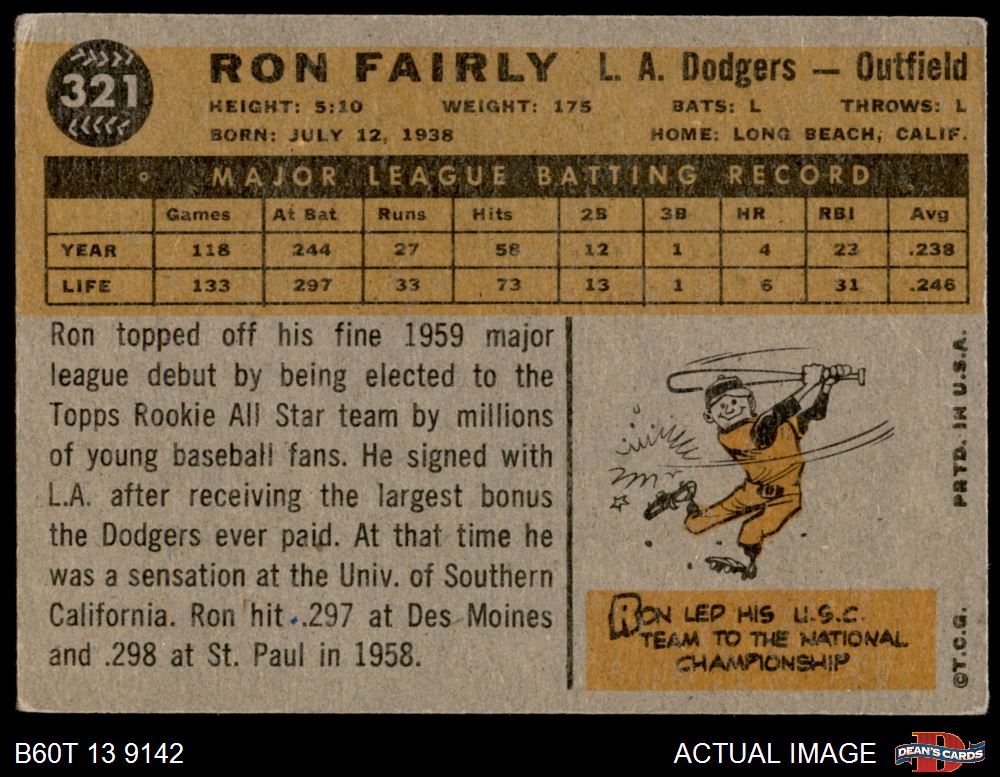 321
RON FAIRLY L. A. Dodgers — Outfield
HEIGHT: 5:10 WEIGHT: 175 BATS: L THROWS: L
BORN: JULY 12, 1938 HOME: LONG BEACH, CALIF.
MAJOR LEAGUE BATTING RECORD
Games At Bat Runs Hits 2B 3B HR RBI Avg
YEAR 118 244 27 58 12 1 4 23 .238
LIFE 133 297 33 73 13 1 6 31 .246
Ron topped off his fine 1959 major
league debut by being elected to the
Topps Rookie All Star team by millions
of young baseball fans. He signed with
L.A. after receiving the largest bonus
the Dodgers ever paid. At that time he
was a sensation at the Univ. of Southern
California. Ron hit .297 at Des Moines
and .298 at St. Paul in 1958.
RON LED HIS U.S.C.
TEAM TO THE NATIONAL
CHAMPIONSHIP
©T.C.G. PRTD. IN U.S.A.
B60T 13 9142 ACTUAL IMAGE DEAN'S CARDS